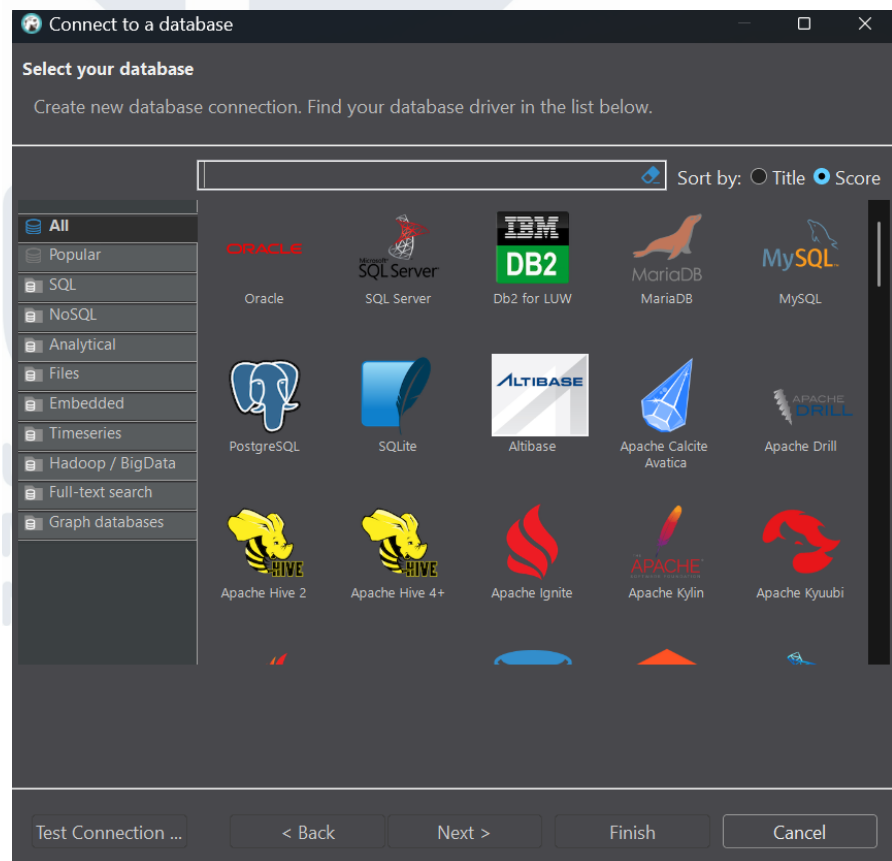 Connect to a database
Select your database
Create new database connection. Find your database driver in the list below.
Sort by: Title Score
All
Popular
SQL
NoSQL
Analytical
Files
Embedded
Timeseries
Hadoop / BigData
Full-text search
Graph databases
ORACLE
Oracle
Microsoft
SQL Server
SQL Server
IBM
DB2
Db2 for LUW
MariaDB
MariaDB
MySQL
MySQL
PostgreSQL
SQLite
ALTIBASE
Altibase
Apache Calcite
Avatica
APACHE
DRILL
Apache Drill
HIVE
Apache Hive 2
HIVE
Apache Hive 4+
Apache Ignite
APACHE
Apache Kylin
Apache Kyuubi
Test Connection ...
< Back
Next >
Finish
Cancel